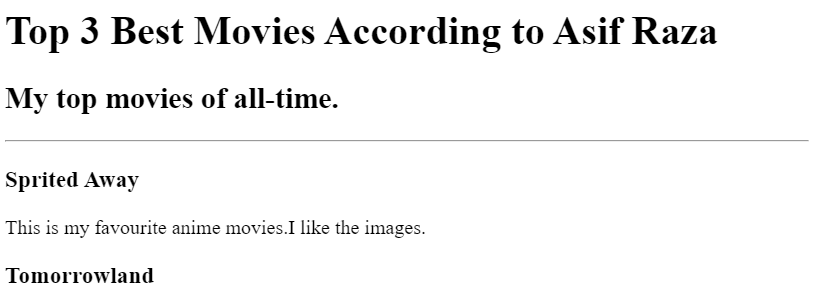 Top 3 Best Movies According to Asif Raza
My top movies of all-time.
Sprited Away
This is my favourite anime movies.I like the images.
Tomorrowland